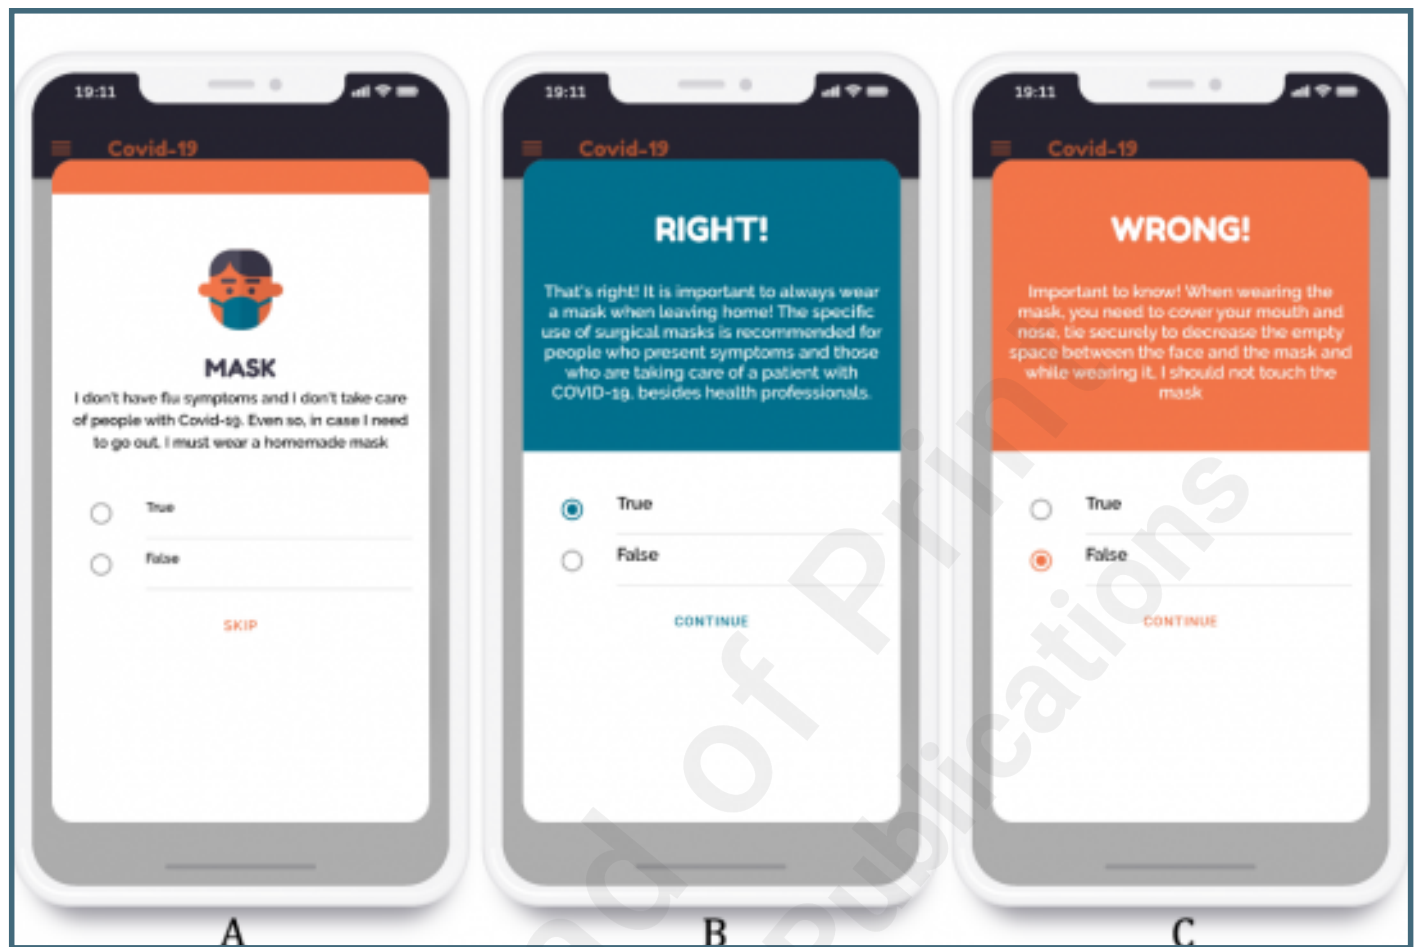 19:11
Covid-19
MASK
I don't have flu symptoms and I don't take care
of people with Covid-19. Even so, in case I need
to go out, I must wear a homemade mask
True
False
SKIP
A
19:11
Covid-19
RIGHT!
That's right! It is important to always wear
a mask when leaving home! The specific
use of surgical masks is recommended for
people who present symptoms and those
who are taking care of a patient with
COVID-19, besides health professionals.
True
False
CONTINUE
B
19:11
Covid-19
WRONG!
Important to know! When wearing the
mask, you need to cover your mouth and
nose, tie securely to decrease the empty
space between the face and the mask and
while wearing it, I should not touch the
mask
True
False
CONTINUE
C
of Print
Publications